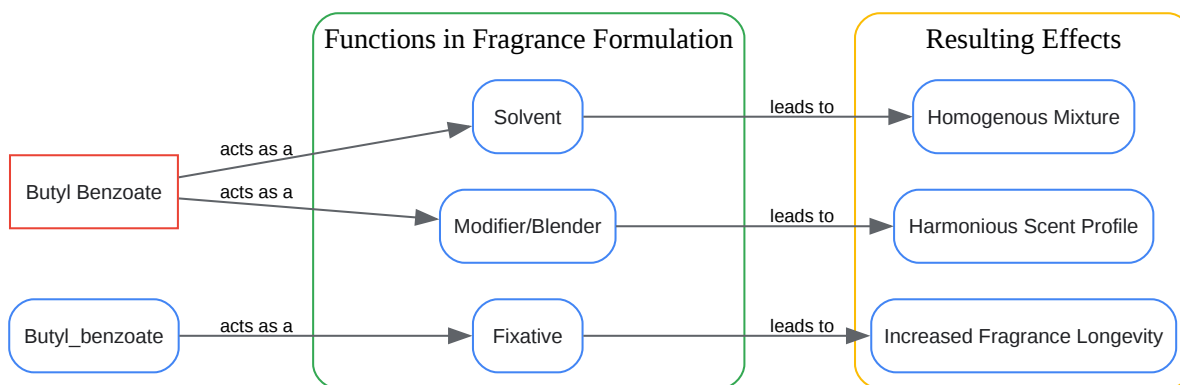 Functions in Fragrance Formulation
Resulting Effects
Butyl Benzoate
acts as a
Solvent
leads to
Homogenous Mixture
acts as a
Modifier/Blender
leads to
Harmonious Scent Profile
Butyl_benzoate
acts as a
Fixative
leads to
Increased Fragrance Longevity